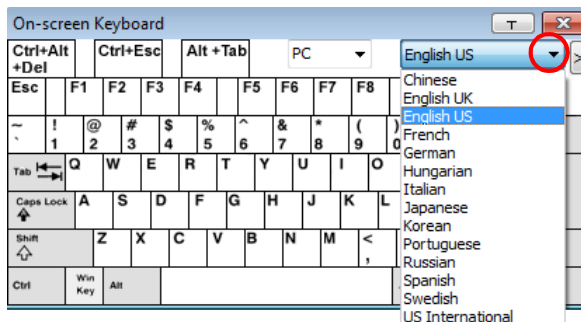 On-screen Keyboard T X
Ctrl+Alt +Del Ctrl+Esc Alt +Tab PC English US >
Esc F1 F2 F3 F4 F5 F6 F7 F8
~ ! @ # $ % ^ & * ( )
` 1 2 3 4 5 6 7 8 9 0
Tab Q W E R T Y U I O
Caps Lock A S D F G H J K L
Shift Z X C V B N M < ,
Ctrl Win Key Alt
Chinese
English UK
English US
French
German
Hungarian
Italian
Japanese
Korean
Portuguese
Russian
Spanish
Swedish
US International